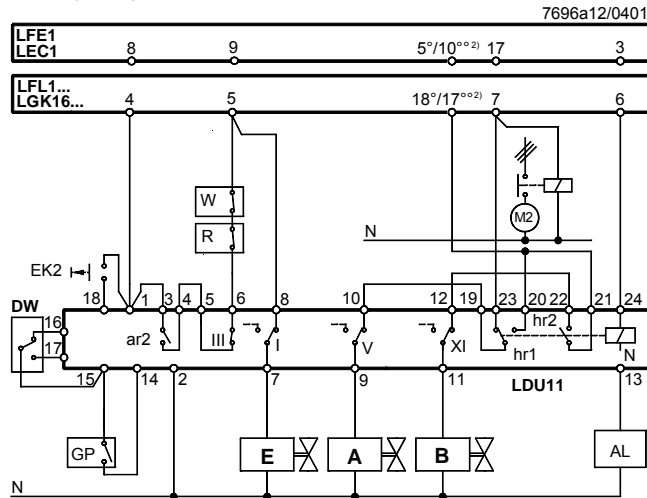 7696a12/0401
LFE1
LEC1
8 9 5°/10°°²⁾ 17 3
LFL1...
LGK16...
4 5 18°/17°°²⁾ 7 6
W
R
M2
N
EK2
18 1 3 4 5 6 8 10 12 19 23 20 22 21 24
DW
16
17
ar2 III I V XI hr2
hr1
N
15 14 2 7 9 11 LDU11 13
GP E A B AL
N